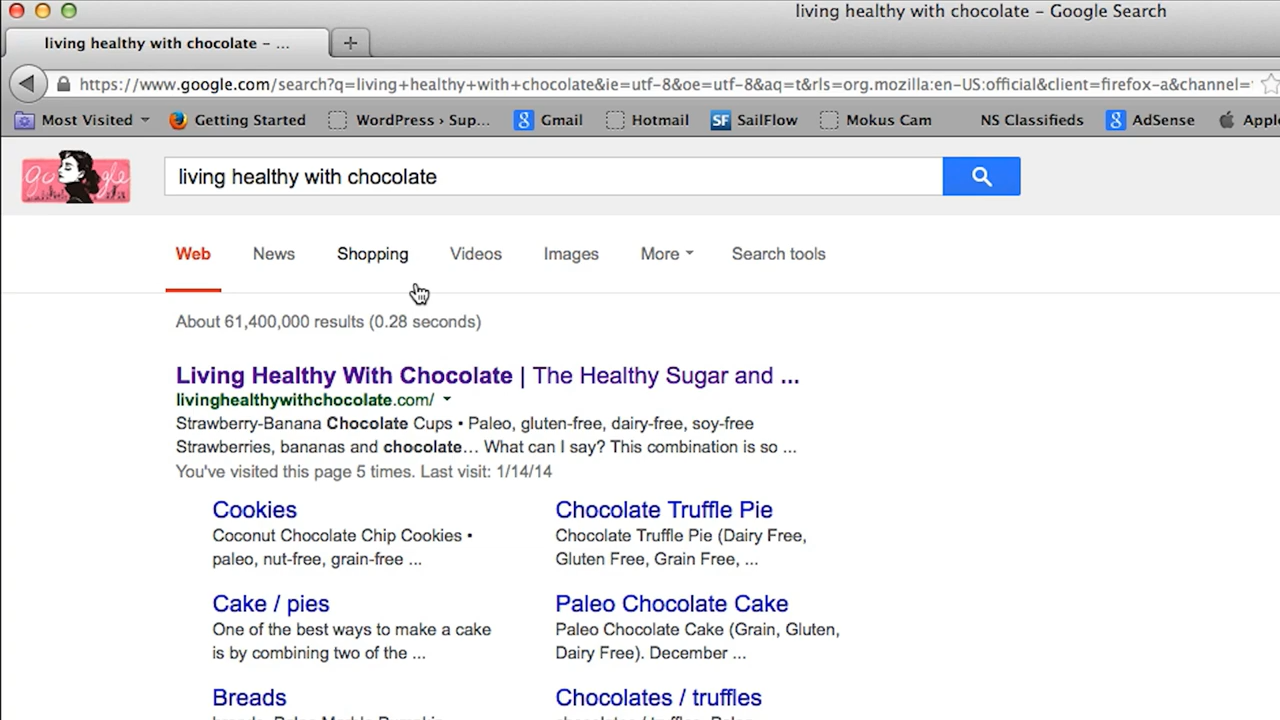 living healthy with chocolate – Google Search
living healthy with chocolate – ...
https://www.google.com/search?q=living+healthy+with+chocolate&ie=utf-8&oe=utf-8&aq=t&rls=org.mozilla:en-US:official&client=firefox-a&channel=
Most Visited Getting Started WordPress › Sup... Gmail Hotmail SailFlow Mokus Cam NS Classifieds AdSense Apple
google living healthy with chocolate
Web News Shopping Videos Images More Search tools
About 61,400,000 results (0.28 seconds)
Living Healthy With Chocolate | The Healthy Sugar and ...
livinghealthywithchocolate.com/
Strawberry-Banana Chocolate Cups • Paleo, gluten-free, dairy-free, soy-free
Strawberries, bananas and chocolate… What can I say? This combination is so ...
You've visited this page 5 times. Last visit: 1/14/14
Cookies
Coconut Chocolate Chip Cookies •
paleo, nut-free, grain-free ...
Chocolate Truffle Pie
Chocolate Truffle Pie (Dairy Free,
Gluten Free, Grain Free, ...
Cake / pies
One of the best ways to make a cake
is by combining two of the ...
Paleo Chocolate Cake
Paleo Chocolate Cake (Grain, Gluten,
Dairy Free). December ...
Breads
Chocolates / truffles